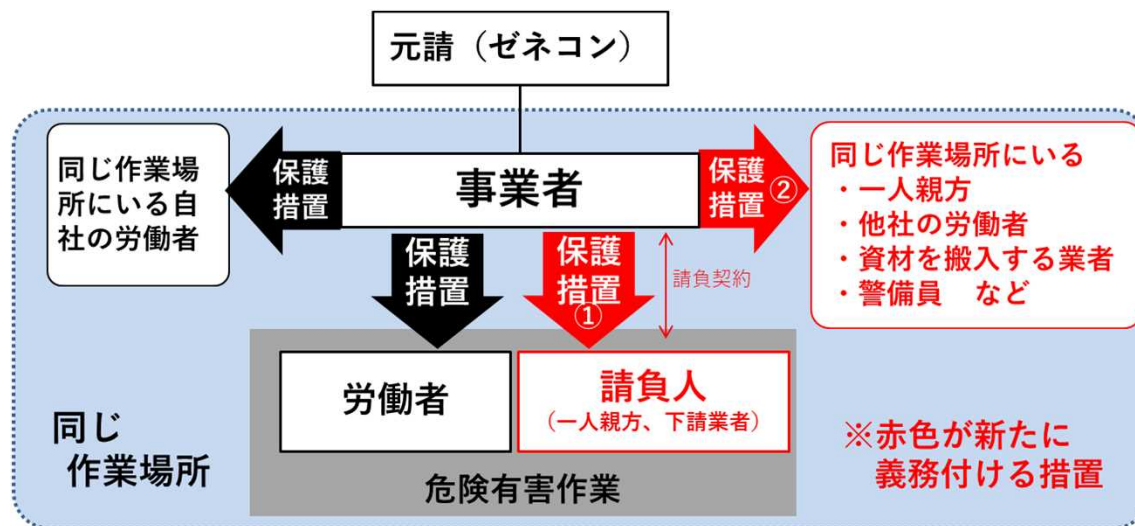 元請（ゼネコン）
同じ作業場
所にいる自
社の労働者
保護
措置
事業者
保護
措置②
同じ作業場所にいる
・一人親方
・他社の労働者
・資材を搬入する業者
・警備員　など
保護
措置
保護
措置
①
請負契約
労働者
請負人
（一人親方、下請業者）
危険有害作業
同じ
作業場所
※赤色が新たに
義務付ける措置